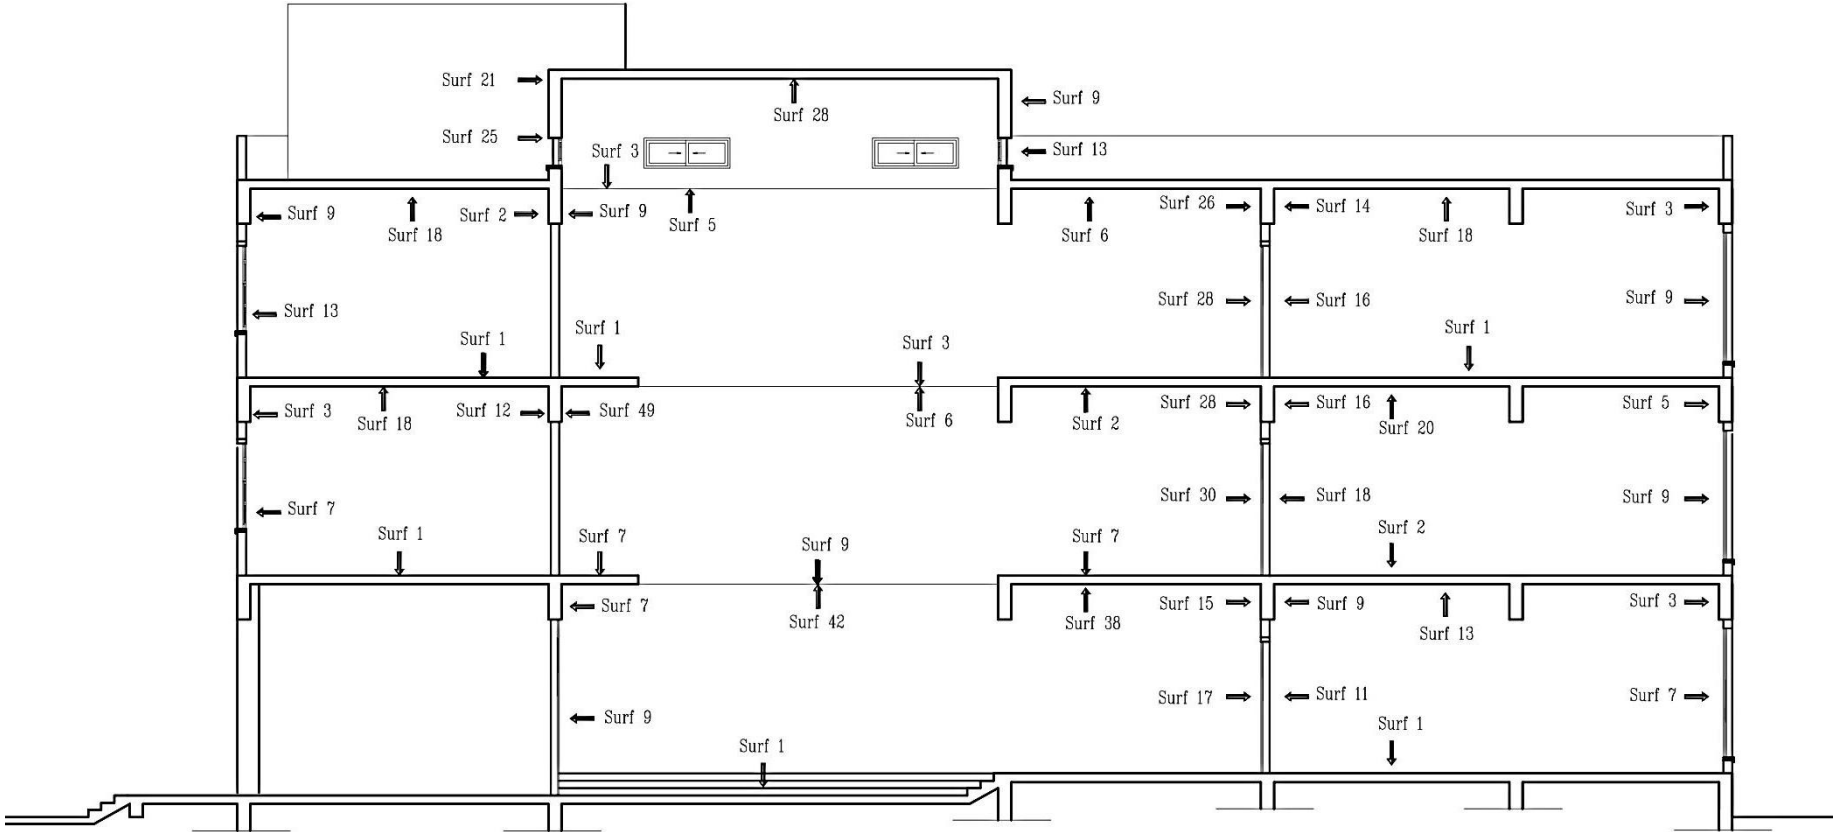 Surf 21
Surf 9
Surf 28
Surf 25
Surf 3
Surf 13
Surf 9
Surf 18
Surf 2
Surf 9
Surf 5
Surf 26
Surf 6
Surf 14
Surf 18
Surf 3
Surf 13
Surf 28
Surf 16
Surf 9
Surf 1
Surf 1
Surf 3
Surf 1
Surf 3
Surf 18
Surf 12
Surf 49
Surf 6
Surf 2
Surf 28
Surf 16
Surf 20
Surf 5
Surf 7
Surf 30
Surf 18
Surf 9
Surf 1
Surf 7
Surf 9
Surf 7
Surf 2
Surf 7
Surf 42
Surf 38
Surf 15
Surf 9
Surf 13
Surf 3
Surf 9
Surf 17
Surf 11
Surf 7
Surf 1
Surf 1